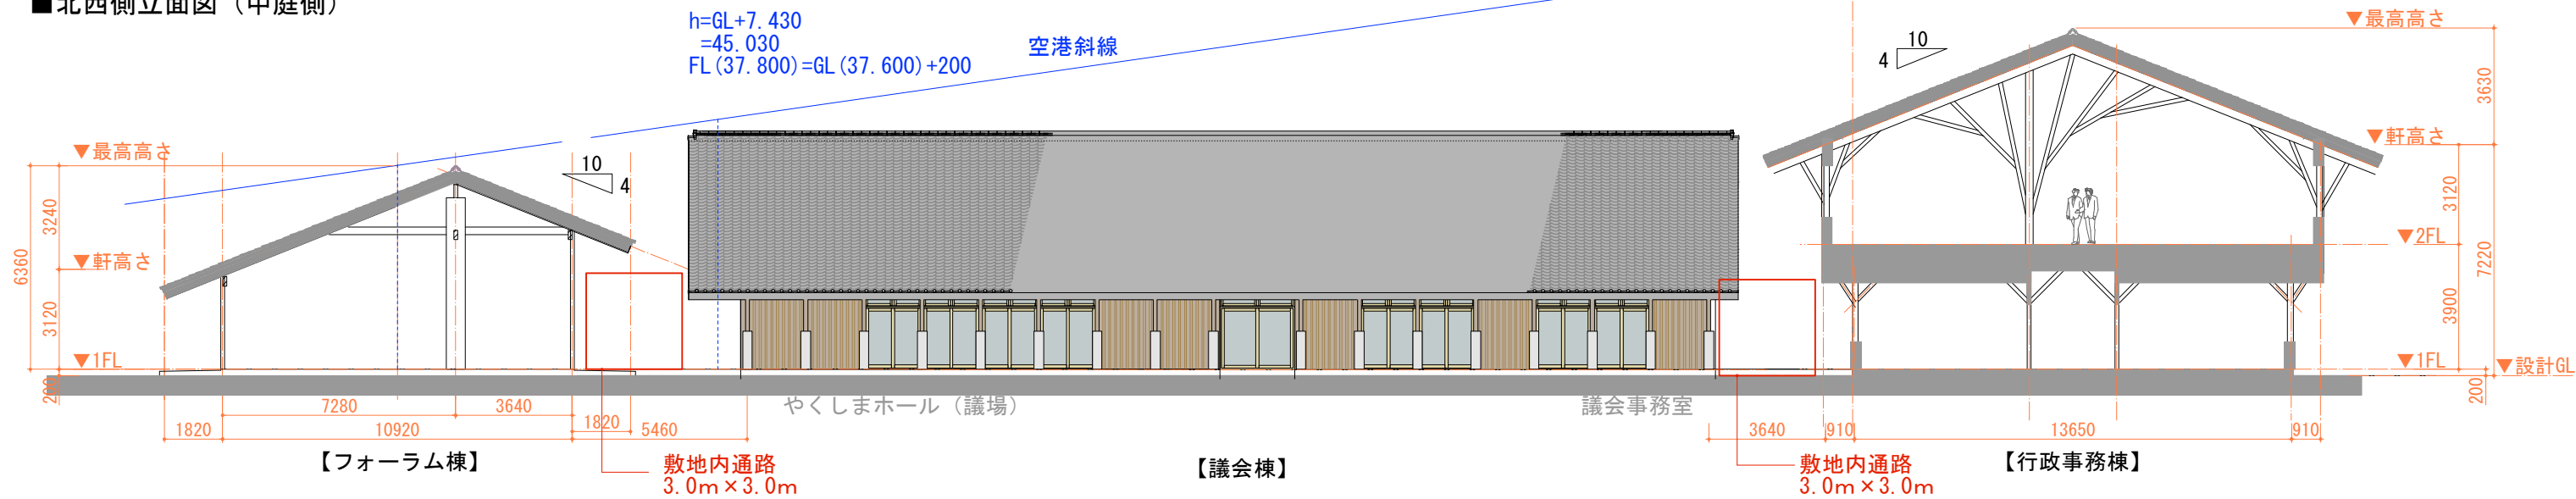 ■北西側立面図（中庭側）
h=GL+7.430
=45.030
FL(37.800)=GL(37.600)+200
空港斜線
▼最高高さ
10
4
3240
6360
▼軒高さ
3120
▼1FL
200
7280
3640
1820
1820
10920
5460
【フォーラム棟】
敷地内通路
3.0m×3.0m
やくしまホール（議場）
議会事務室
【議会棟】
10
4
▼最高高さ
3630
▼軒高さ
3120
▼2FL
7220
3900
▼1FL
▼設計GL
200
3640
910
13650
910
敷地内通路
3.0m×3.0m
【行政事務棟】